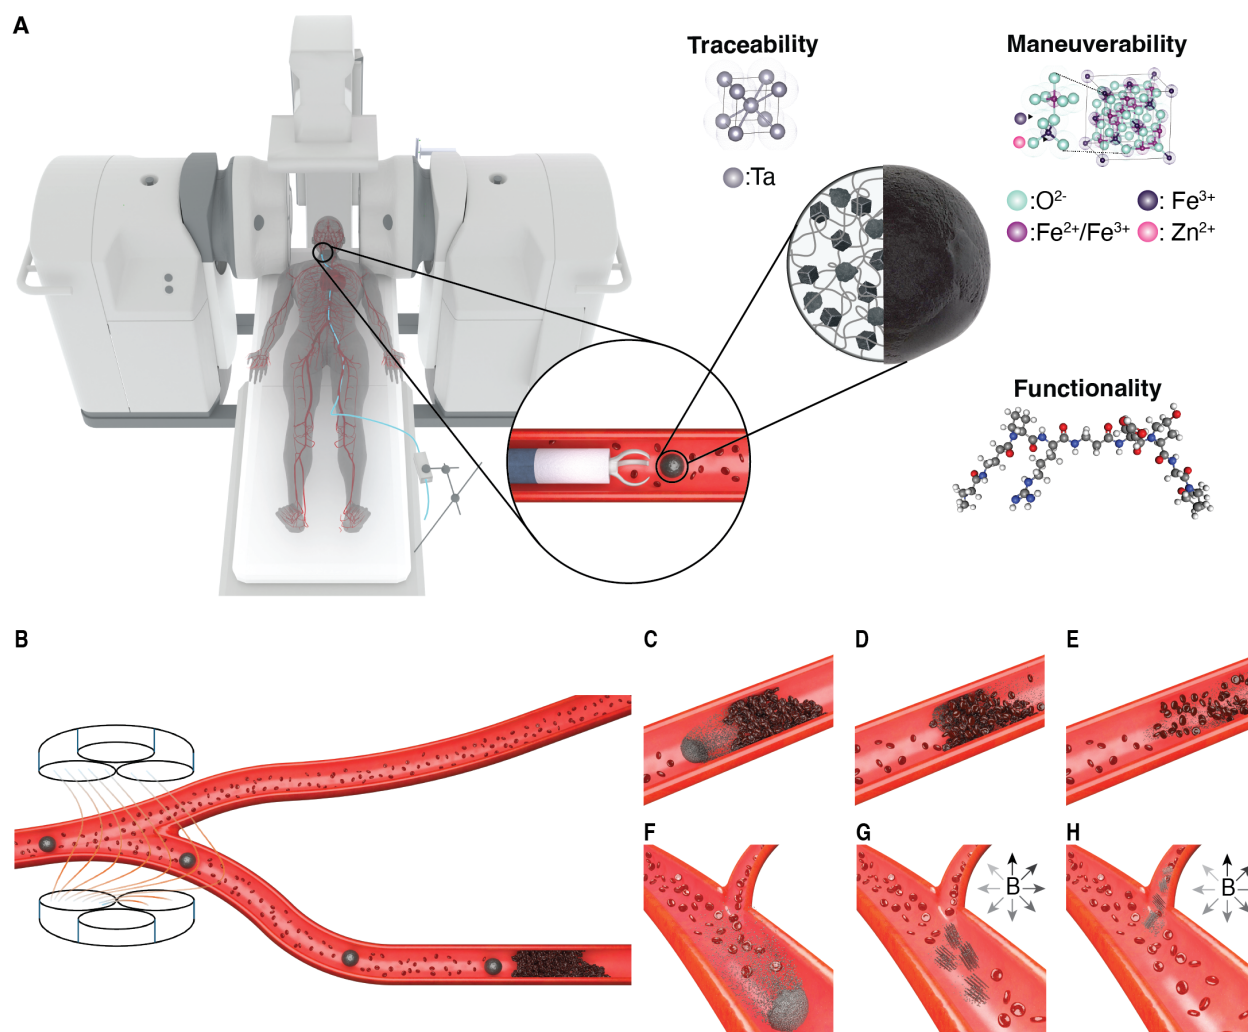 A
Traceability
:Ta
Maneuverability
:O²⁻
: Fe³⁺
:Fe²⁺/Fe³⁺
: Zn²⁺
Functionality
B
C
D
E
F
G
B
H
B